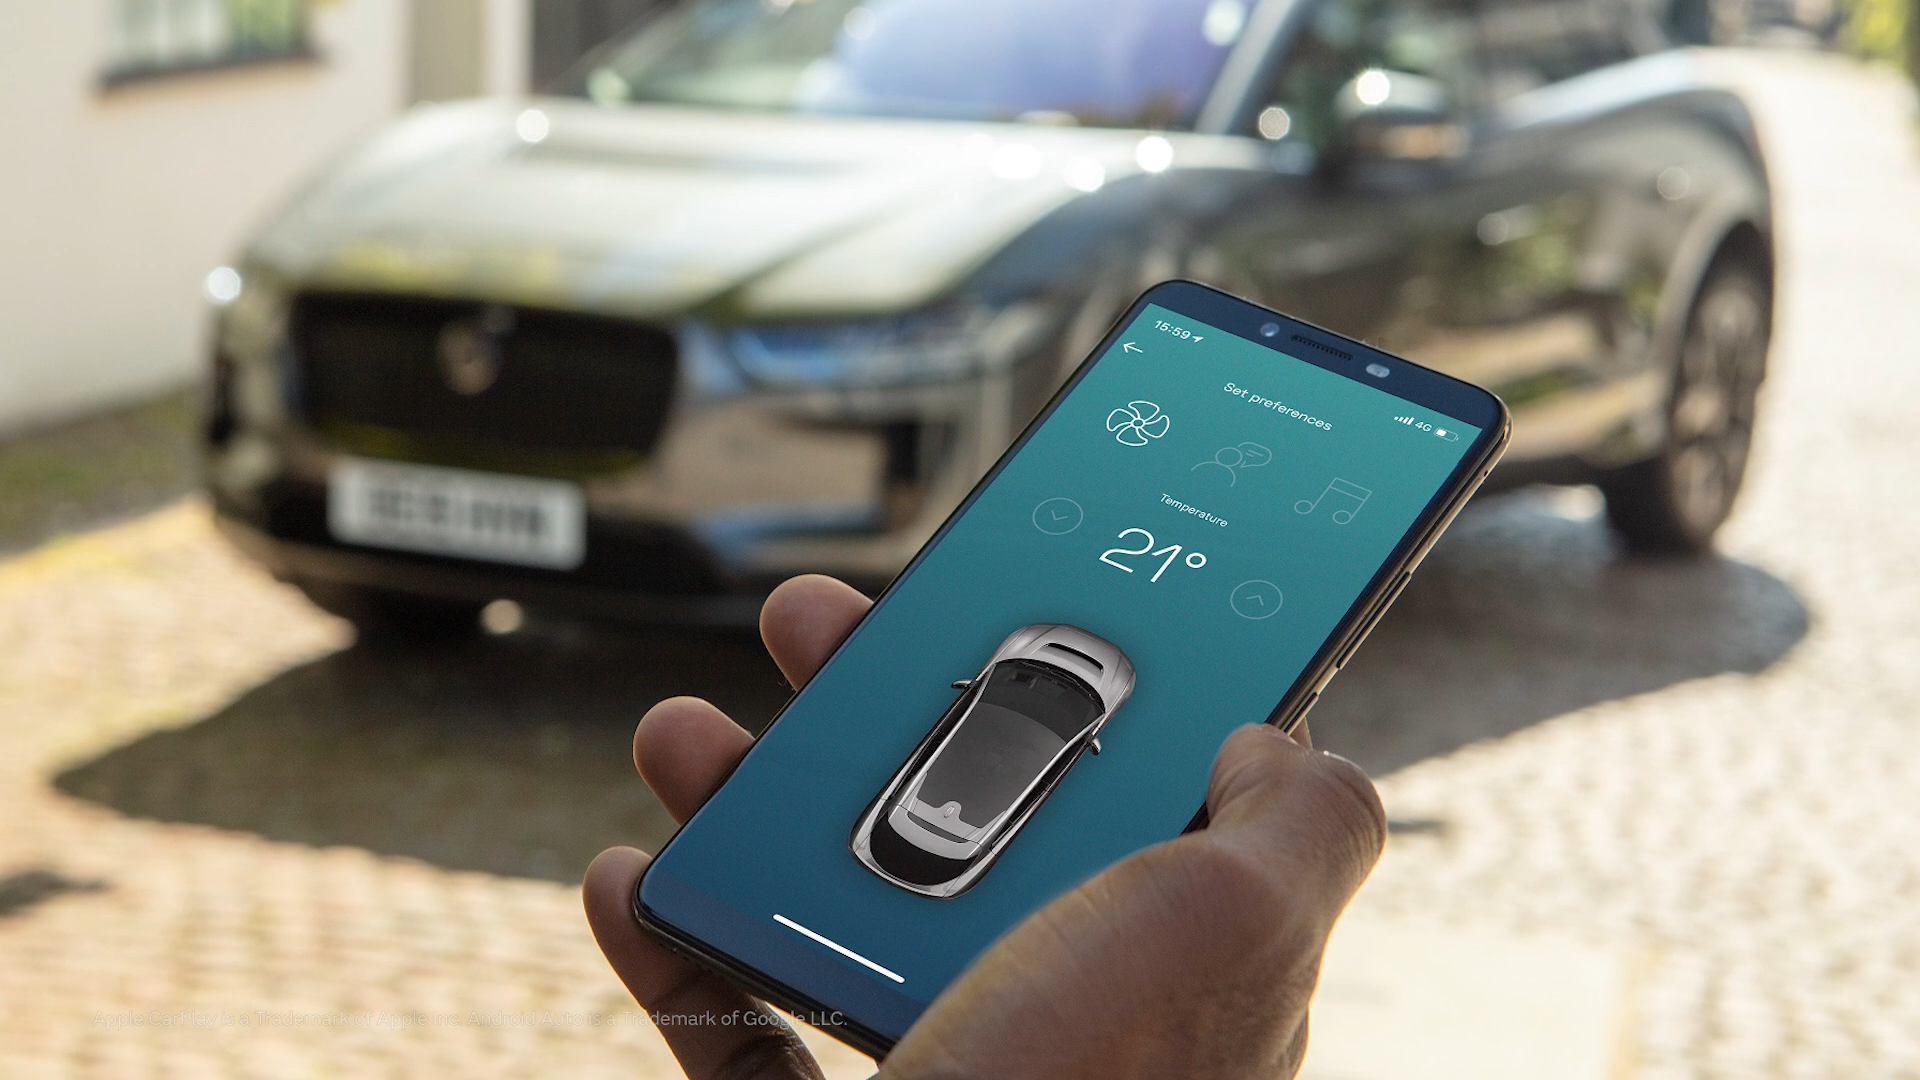 15:59
4G
Set preferences
Temperature
21°
Apple CarPlay is a Trademark of Apple Inc. Android Auto is a Trademark of Google LLC.